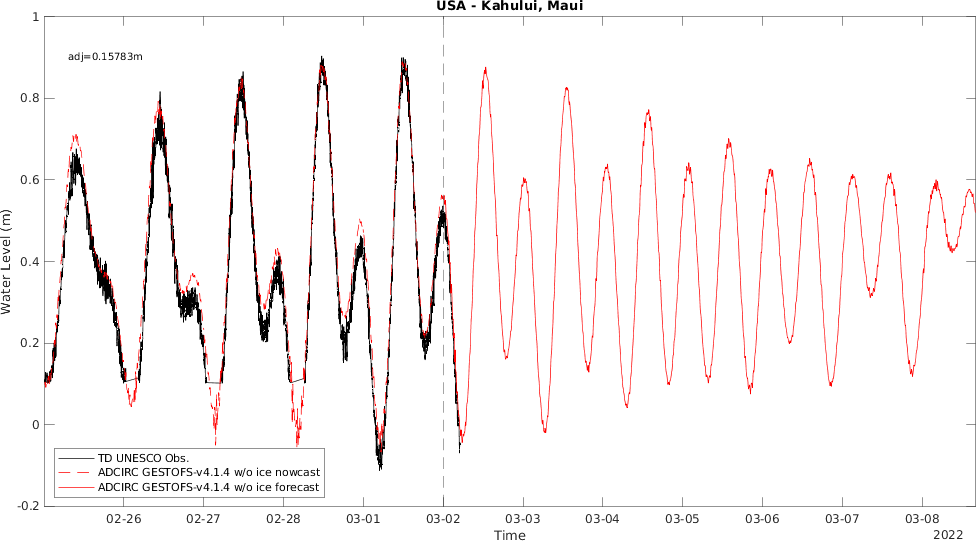 USA - Kahului, Maui
1
adj=0.15783m
0.8
0.6
0.4
0.2
0
-0.2
Water Level (m)
TD UNESCO Obs.
ADCIRC GESTOFS-v4.1.4 w/o ice nowcast
ADCIRC GESTOFS-v4.1.4 w/o ice forecast
02-26 02-27 02-28 03-01 03-02 03-03 03-04 03-05 03-06 03-07 03-08
Time
2022